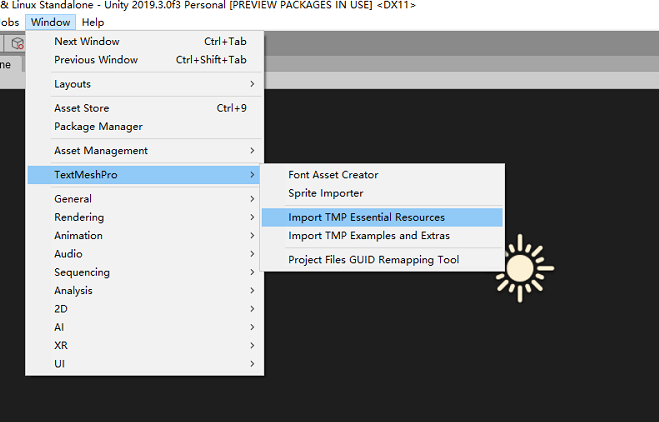 & Linux Standalone - Unity 2019.3.0f3 Personal [PREVIEW PACKAGES IN USE] <DX11>
obs Window Help
Next Window Ctrl+Tab
Previous Window Ctrl+Shift+Tab
ne
Layouts
Asset Store Ctrl+9
Package Manager
Asset Management
TextMeshPro
General
Rendering
Animation
Audio
Sequencing
Analysis
2D
AI
XR
UI
Font Asset Creator
Sprite Importer
Import TMP Essential Resources
Import TMP Examples and Extras
Project Files GUID Remapping Tool